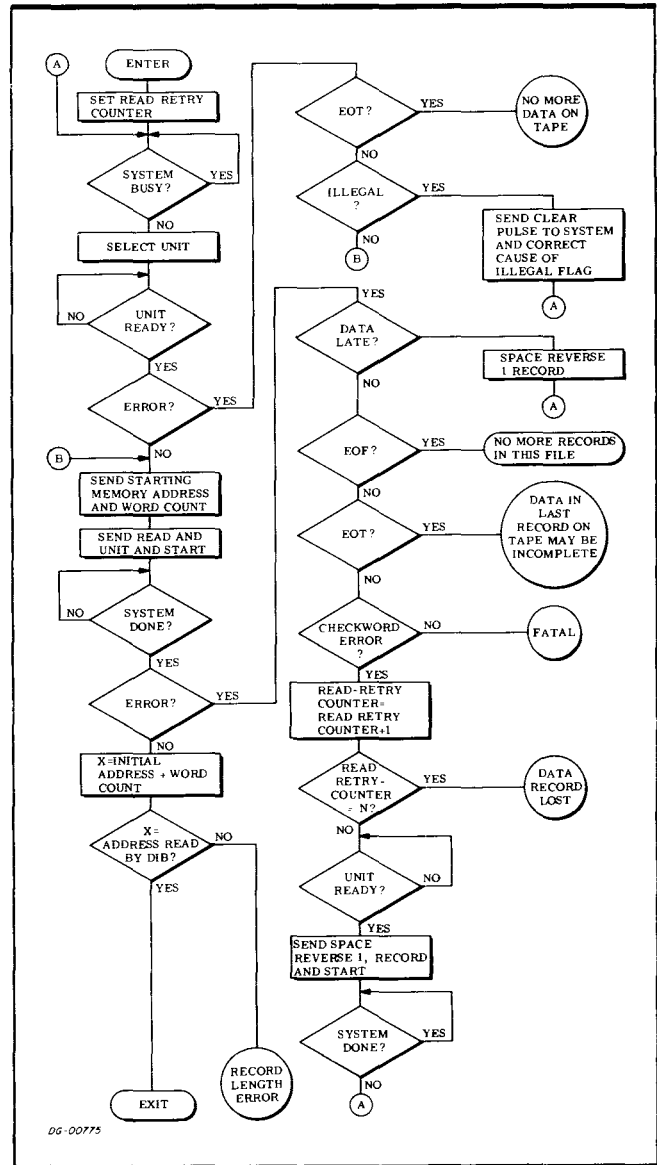 A
ENTER
SET READ RETRY
COUNTER
SYSTEM
BUSY?
YES
NO
SELECT UNIT
UNIT
READY?
NO
YES
ERROR?
YES
NO
B
SEND STARTING
MEMORY ADDRESS
AND WORD COUNT
SEND READ AND
UNIT AND START
SYSTEM
DONE?
NO
YES
ERROR?
YES
NO
X=INITIAL
ADDRESS + WORD
COUNT
X=
ADDRESS READ
BY DIB?
NO
YES
RECORD
LENGTH
ERROR
EXIT
EOT?
YES
NO MORE
DATA ON
TAPE
NO
ILLEGAL
?
YES
SEND CLEAR
PULSE TO SYSTEM
AND CORRECT
CAUSE OF
ILLEGAL FLAG
A
NO
B
YES
DATA
LATE?
YES
SPACE REVERSE
1 RECORD
A
NO
EOF?
YES
NO MORE RECORDS
IN THIS FILE
NO
EOT?
YES
DATA IN
LAST
RECORD ON
TAPE MAY BE
INCOMPLETE
NO
CHECKWORD
ERROR
?
NO
FATAL
YES
READ-RETRY
COUNTER=
READ RETRY
COUNTER+1
READ
RETRY-
COUNTER
= N?
YES
DATA
RECORD
LOST
NO
UNIT
READY?
NO
YES
SEND SPACE
REVERSE 1, RECORD
AND START
SYSTEM
DONE?
YES
NO
A
DG-00775